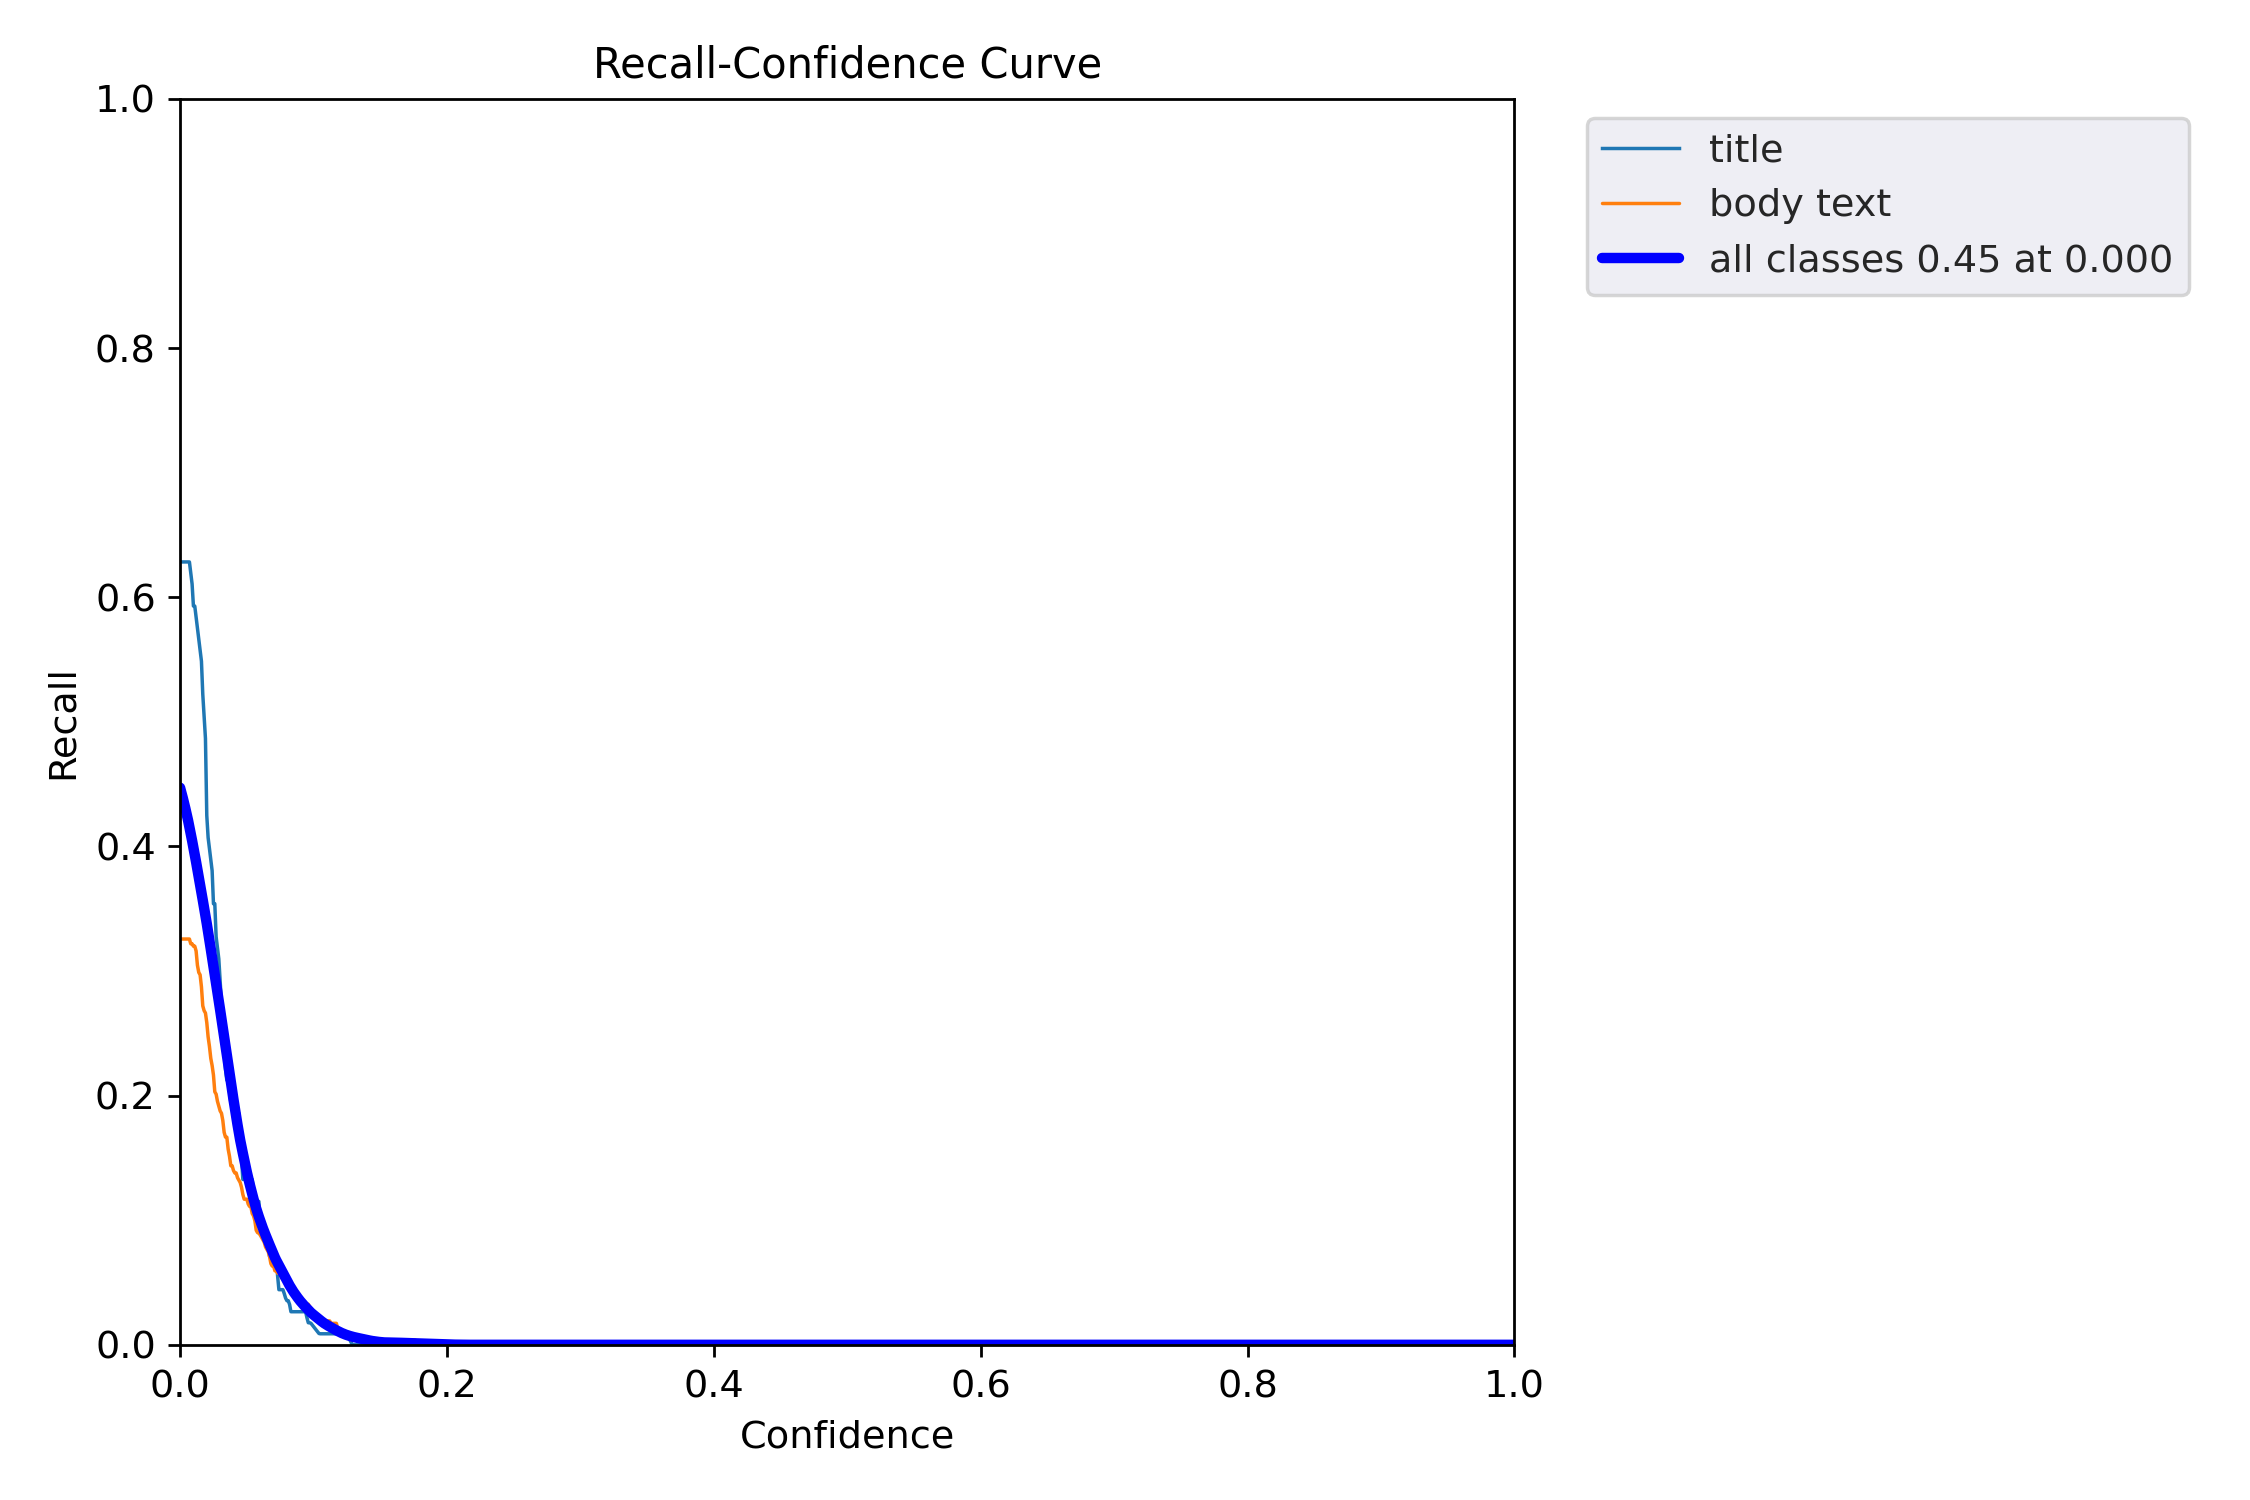 Recall-Confidence Curve
1.0
0.8
0.6
0.4
0.2
0.0
Recall
0.0 0.2 0.4 0.6 0.8 1.0
Confidence
title
body text
all classes 0.45 at 0.000